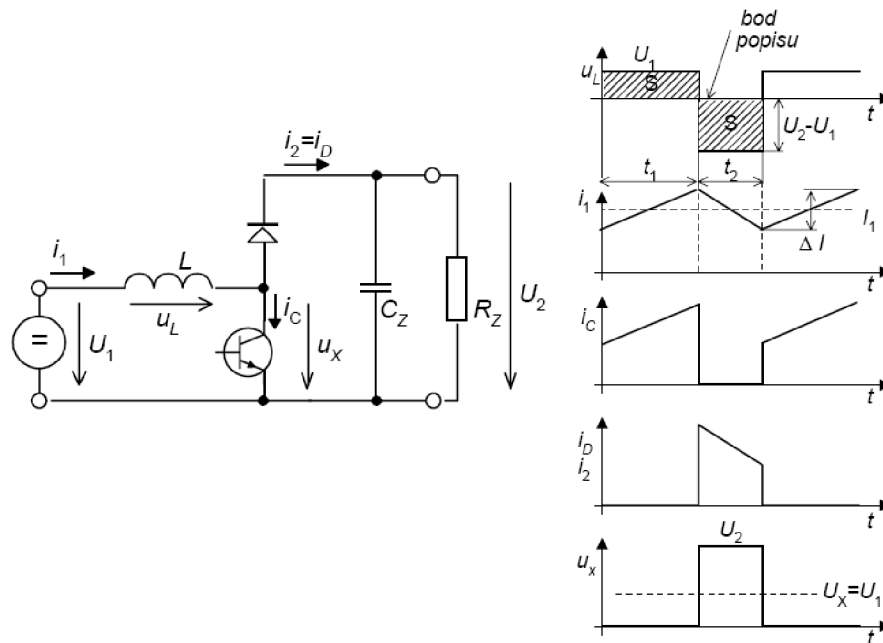 i2=iD
i1
L
uL
iC
U1
=
uX
CZ
RZ
U2
bod
popisu
uL
U1
S
S
U2-U1
t
t1
t2
i1
I1
Δ I
t
iC
t
iD
i2
t
U2
ux
UX=U1
t